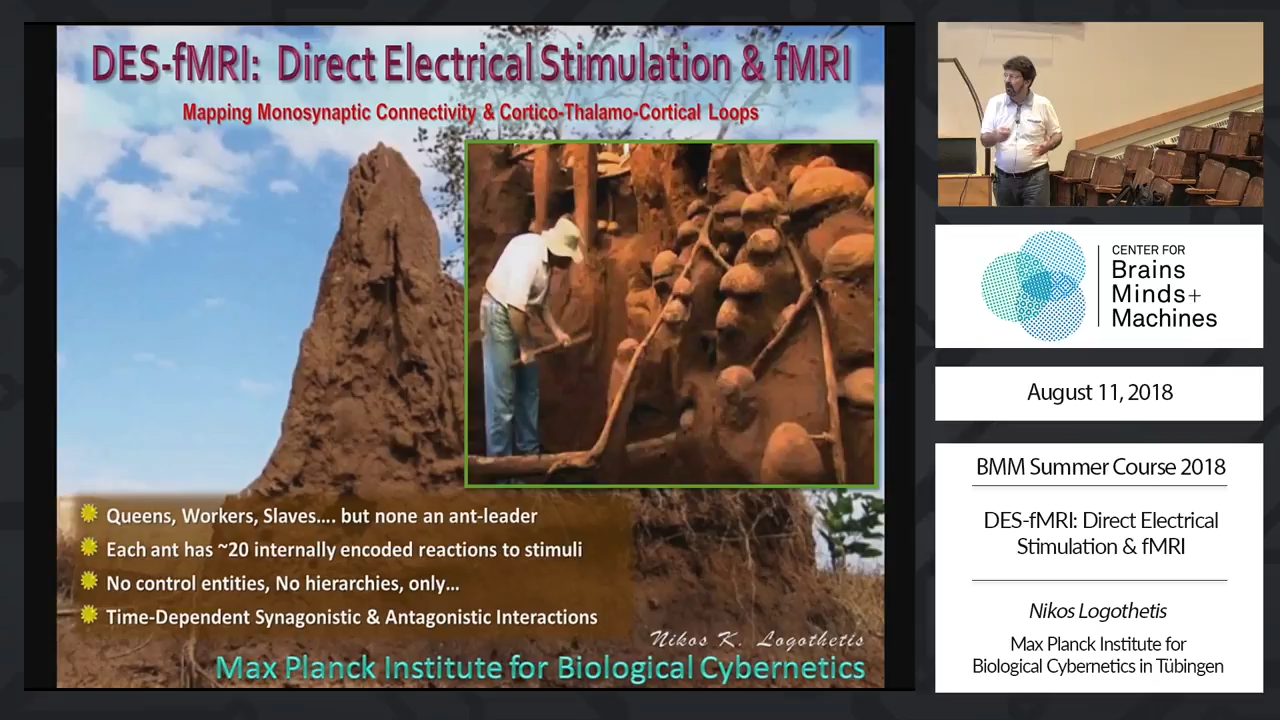 DES-fMRI: Direct Electrical Stimulation & fMRI
Mapping Monosynaptic Connectivity & Cortico-Thalamo-Cortical Loops
Queens, Workers, Slaves.... but none an ant-leader
Each ant has ~20 internally encoded reactions to stimuli
No control entities, No hierarchies, only...
Time-Dependent Synagonistic & Antagonistic Interactions
Nikos K. Logothetis
Max Planck Institute for Biological Cybernetics
CENTER FOR
Brains
Minds+
Machines
August 11, 2018
BMM Summer Course 2018
DES-fMRI: Direct Electrical
Stimulation & fMRI
Nikos Logothetis
Max Planck Institute for
Biological Cybernetics in Tübingen